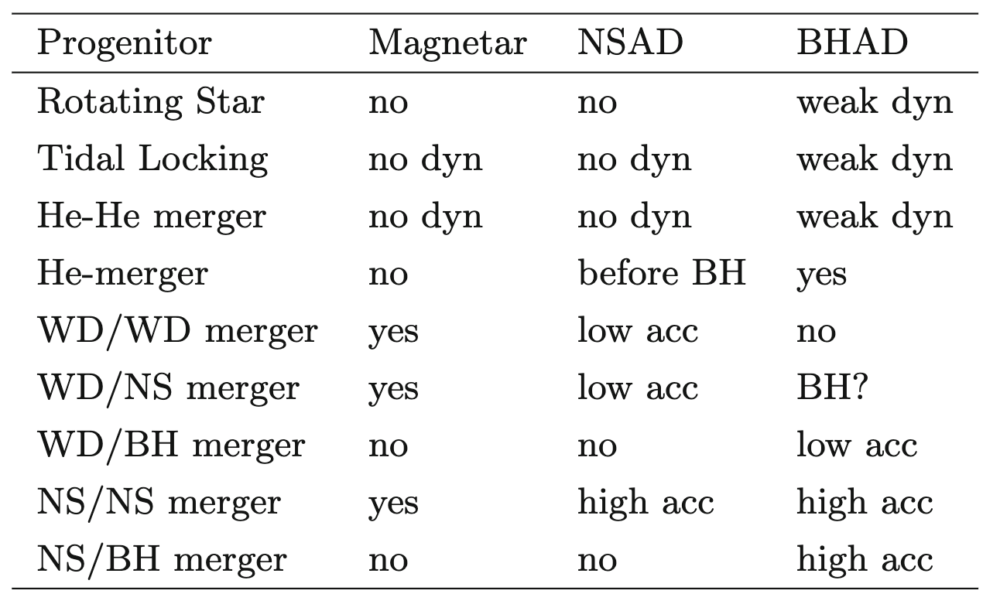 Progenitor Magnetar NSAD BHAD
Rotating Star no no weak dyn
Tidal Locking no dyn no dyn weak dyn
He-He merger no dyn no dyn weak dyn
He-merger no before BH yes
WD/WD merger yes low acc no
WD/NS merger yes low acc BH?
WD/BH merger no no low acc
NS/NS merger yes high acc high acc
NS/BH merger no no high acc